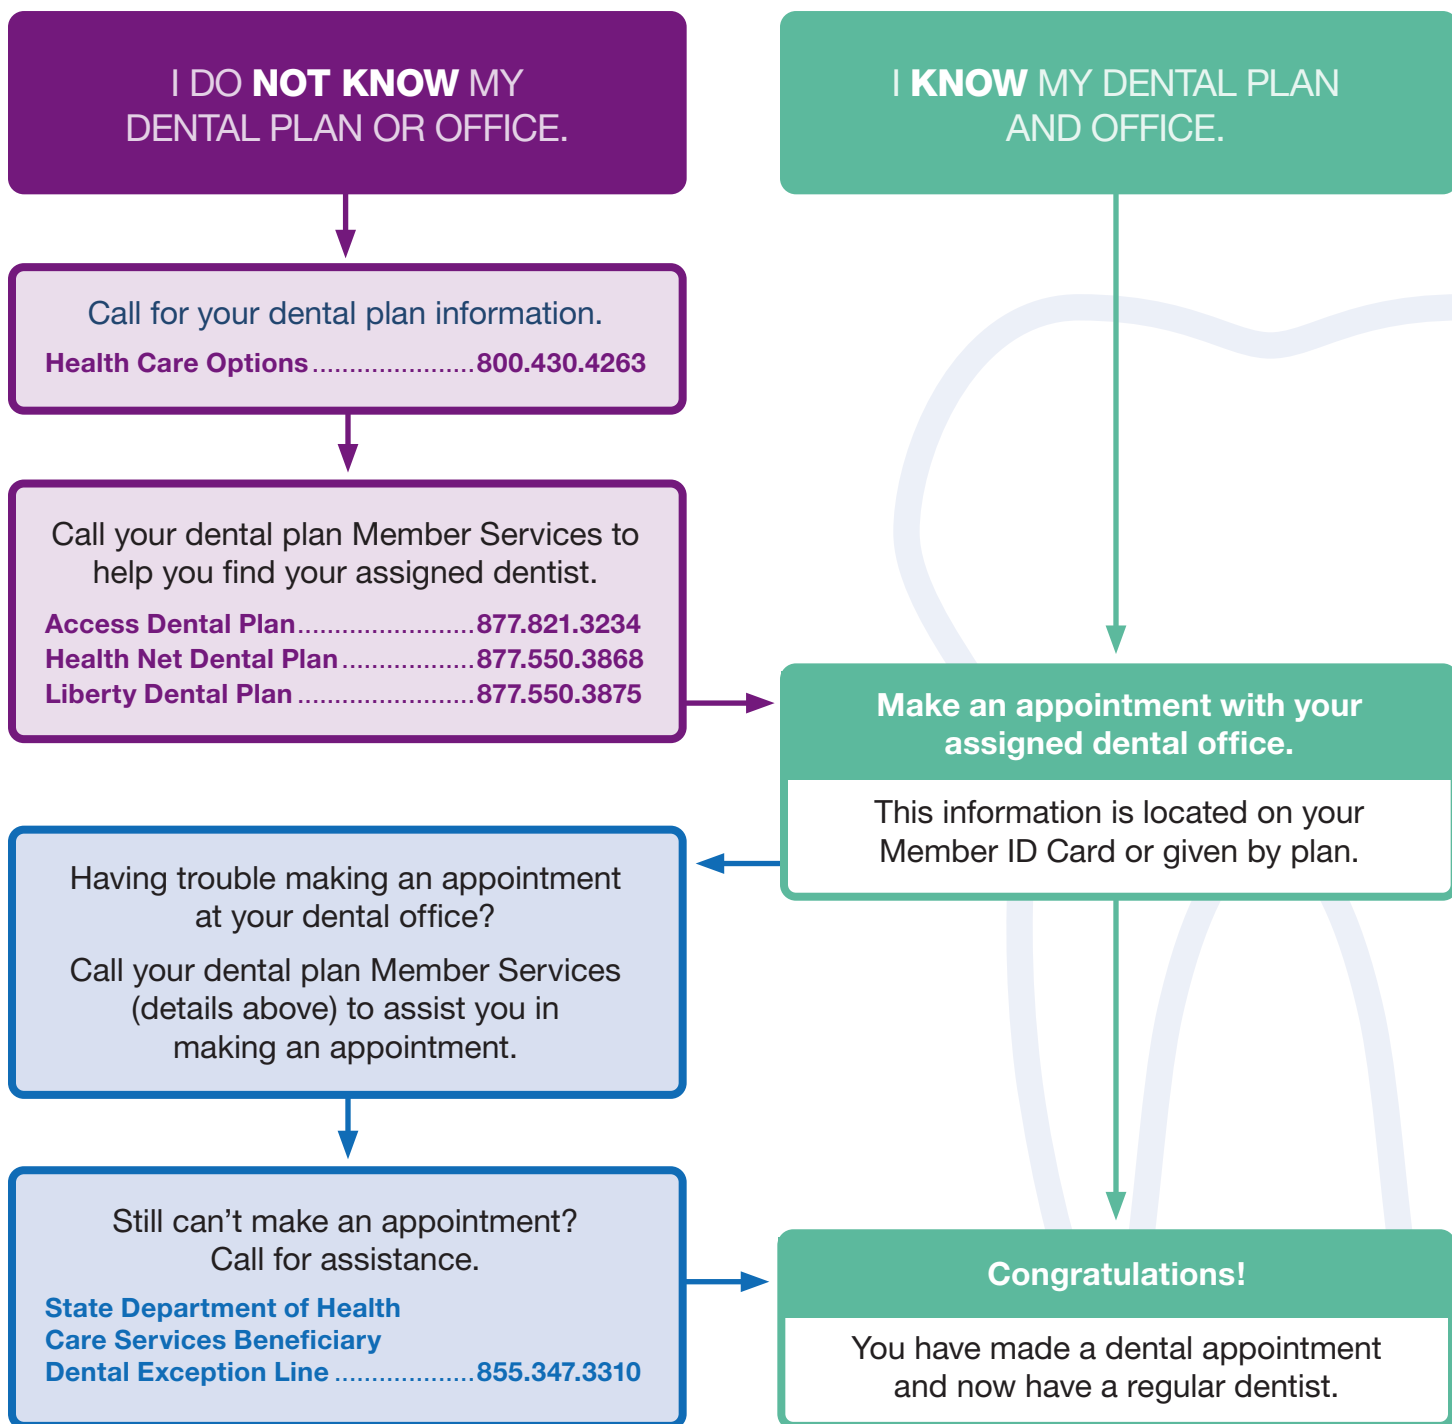 I DO NOT KNOW MY
DENTAL PLAN OR OFFICE.
I KNOW MY DENTAL PLAN
AND OFFICE.
Call for your dental plan information.
Health Care Options ...................... 800.430.4263
Call your dental plan Member Services to
help you find your assigned dentist.
Access Dental Plan ........................ 877.821.3234
Health Net Dental Plan .................. 877.550.3868
Liberty Dental Plan ........................ 877.550.3875
Make an appointment with your
assigned dental office.
This information is located on your
Member ID Card or given by plan.
Having trouble making an appointment
at your dental office?
Call your dental plan Member Services
(details above) to assist you in
making an appointment.
Still can’t make an appointment?
Call for assistance.
State Department of Health
Care Services Beneficiary
Dental Exception Line ................... 855.347.3310
Congratulations!
You have made a dental appointment
and now have a regular dentist.